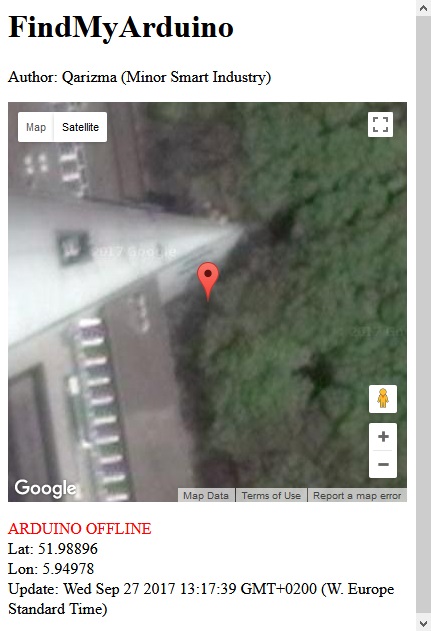 FindMyArduino
Author: Qarizma (Minor Smart Industry)
Map Satellite
©2017 Google
©2017 Google
Google
Map Data Terms of Use Report a map error
ARDUINO OFFLINE
Lat: 51.98896
Lon: 5.94978
Update: Wed Sep 27 2017 13:17:39 GMT+0200 (W. Europe
Standard Time)